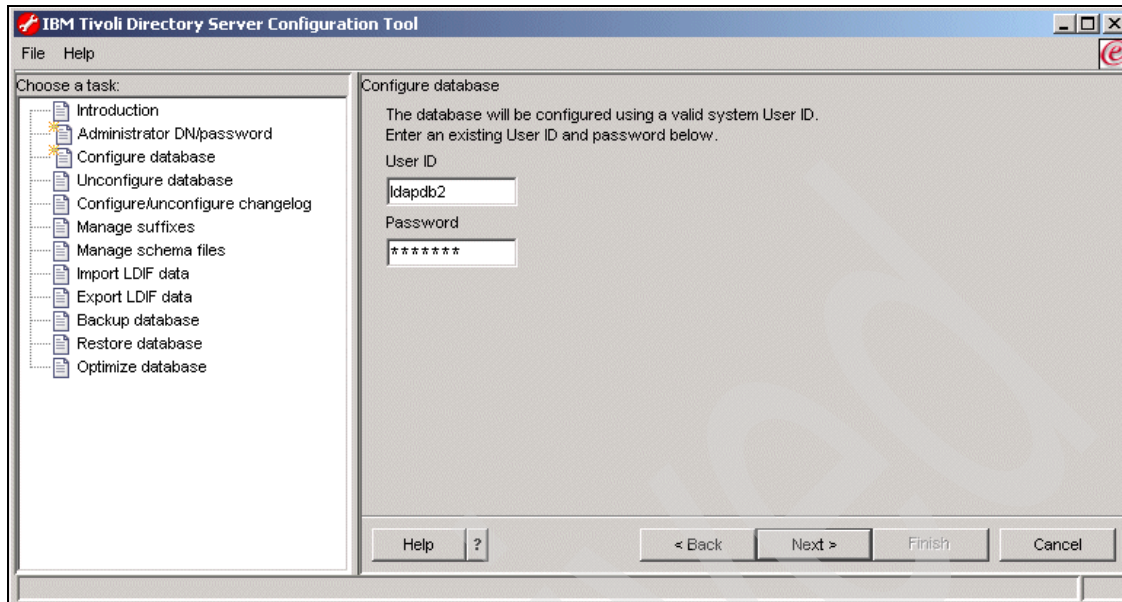 IBM Tivoli Directory Server Configuration Tool
File Help
Choose a task:
Introduction
Administrator DN/password
Configure database
Unconfigure database
Configure/unconfigure changelog
Manage suffixes
Manage schema files
Import LDIF data
Export LDIF data
Backup database
Restore database
Optimize database
Configure database
The database will be configured using a valid system User ID.
Enter an existing User ID and password below.
User ID
ldapdb2
Password
*******
Help ? < Back Next > Finish Cancel